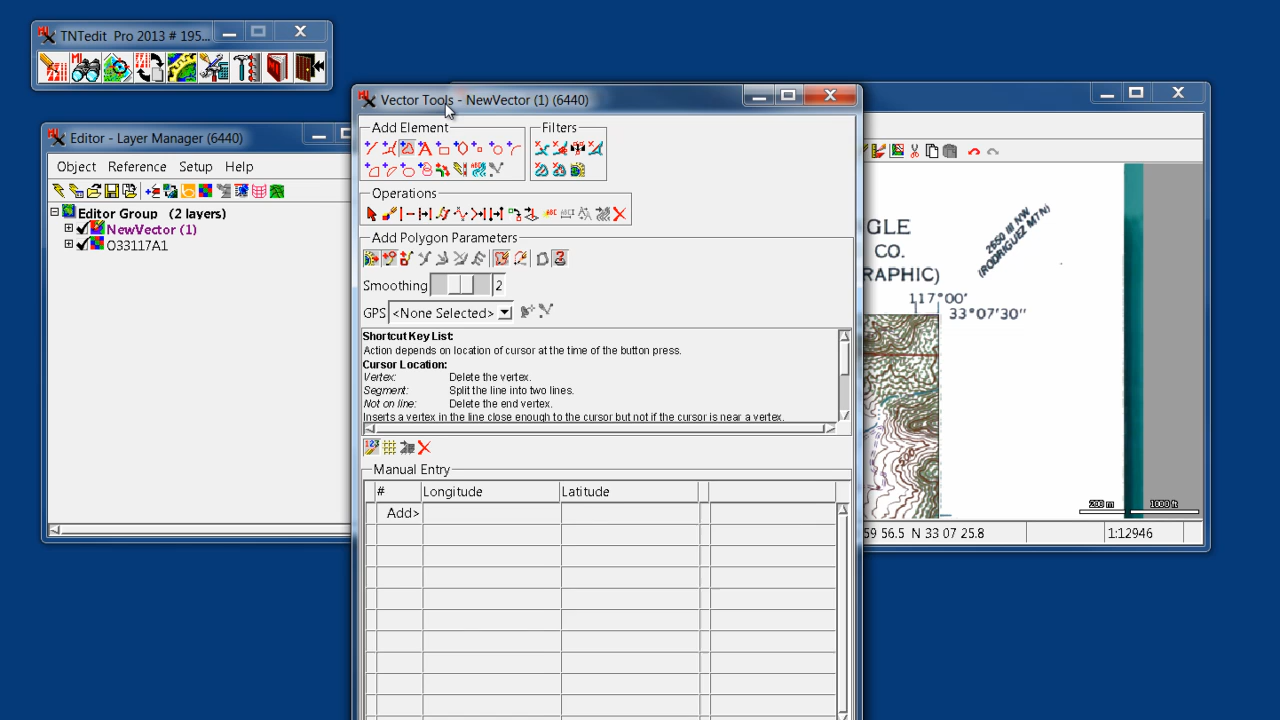 TNTedit Pro 2013 # 195...
Vector Tools - NewVector (1) (6440)
Editor - Layer Manager (6440)
Object Reference Setup Help
Editor Group (2 layers)
NewVector (1)
O33117A1
Add Element
Filters
Operations
Add Polygon Parameters
Smoothing 2
GPS <None Selected>
Shortcut Key List:
Action depends on location of cursor at the time of the button press.
Cursor Location:
Vertex: Delete the vertex.
Segment: Split the line into two lines.
Not on line: Delete the end vertex.
Inserts a vertex in the line close enough to the cursor but not if the cursor is near a vertex.
Manual Entry
# Longitude Latitude
Add>
GLE
CO.
RAPHIC)
2650 III NW
(RODRIGUEZ MTN)
117°00'
33°07'30"
200 m 1000 ft
59 56.5 N 33 07 25.8 1:12946